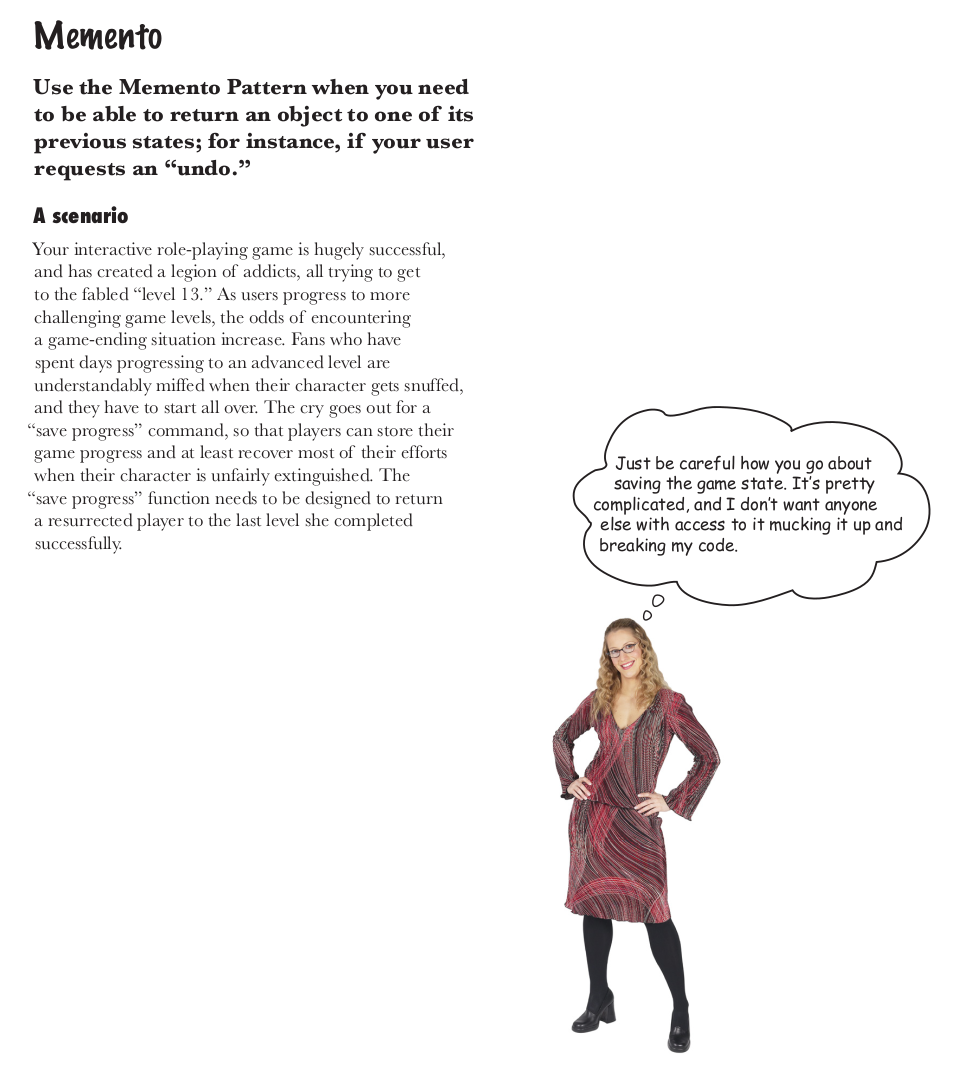 Memento
Use the Memento Pattern when you need
to be able to return an object to one of its
previous states; for instance, if your user
requests an “undo.”
A scenario
Your interactive role-playing game is hugely successful,
and has created a legion of addicts, all trying to get
to the fabled “level 13.” As users progress to more
challenging game levels, the odds of encountering
a game-ending situation increase. Fans who have
spent days progressing to an advanced level are
understandably miffed when their character gets snuffed,
and they have to start all over. The cry goes out for a
“save progress” command, so that players can store their
game progress and at least recover most of their efforts
when their character is unfairly extinguished. The
“save progress” function needs to be designed to return
a resurrected player to the last level she completed
successfully.
Just be careful how you go about
saving the game state. It’s pretty
complicated, and I don’t want anyone
else with access to it mucking it up and
breaking my code.